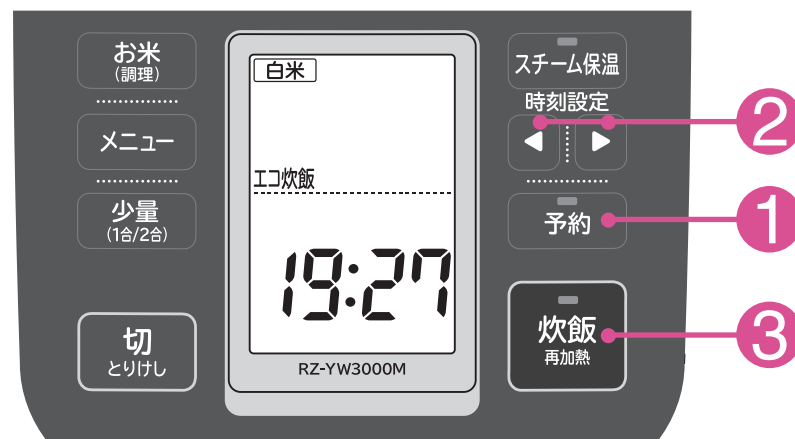 お米
(調理)
メニュー
少量
(1合/2合)
切
とりけし
白米
エコ炊飯
19:27
RZ-YW3000M
スチーム保温
時刻設定
◀ ▶
予約
炊飯
再加熱
2
1
3